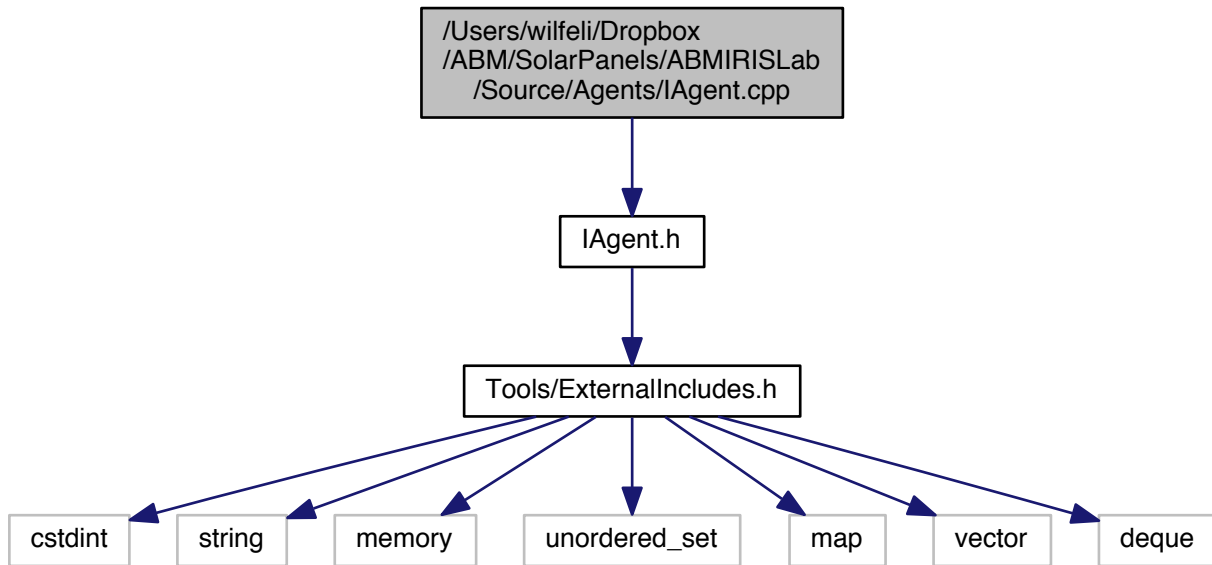 /Users/wilfeli/Dropbox
/ABM/SolarPanels/ABMIRISLab
/Source/Agents/IAgent.cpp
IAgent.h
Tools/ExternalIncludes.h
cstdint
string
memory
unordered_set
map
vector
deque